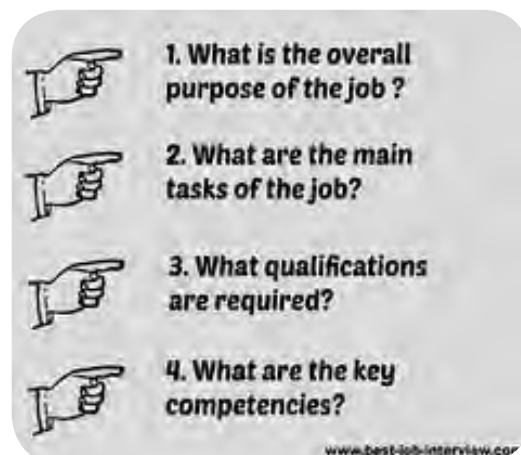 1. What is the overall
purpose of the job ?
2. What are the main
tasks of the job?
3. What qualifications
are required?
4. What are the key
competencies?
www.best-job-interview.com